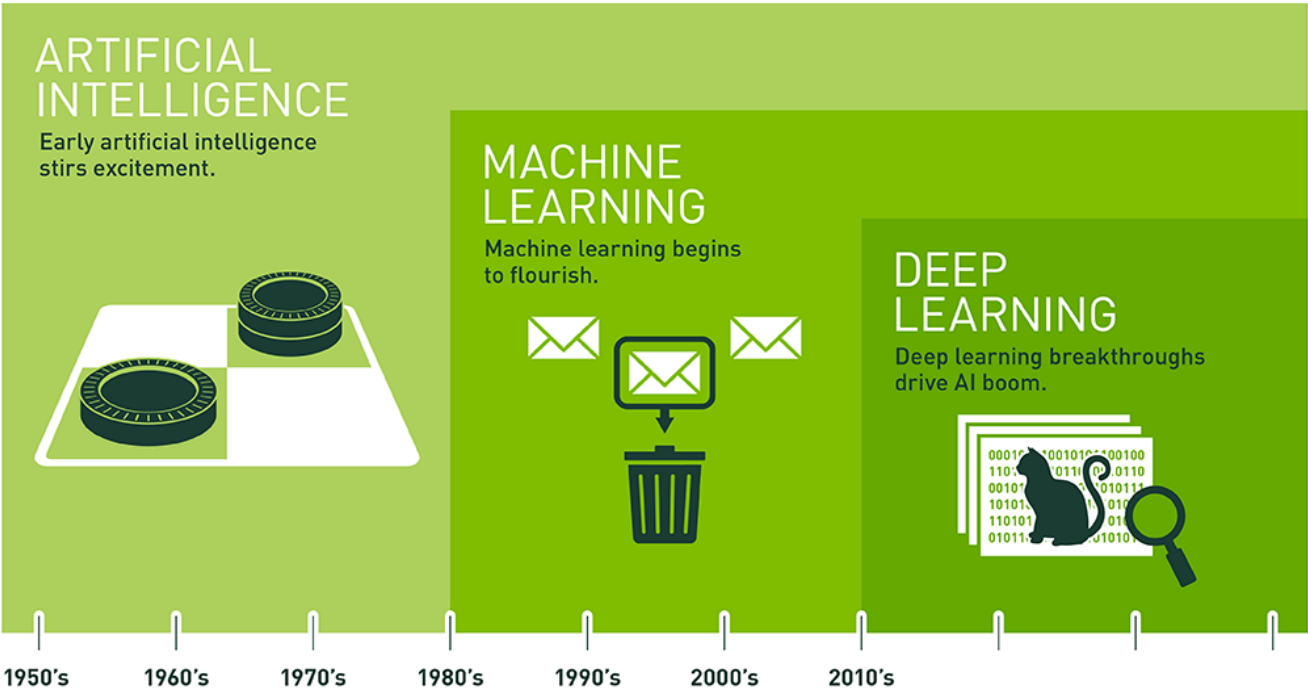 ARTIFICIAL
INTELLIGENCE
Early artificial intelligence
stirs excitement.
MACHINE
LEARNING
Machine learning begins
to flourish.
DEEP
LEARNING
Deep learning breakthroughs
drive AI boom.
1950's 1960's 1970's 1980's 1990's 2000's 2010's